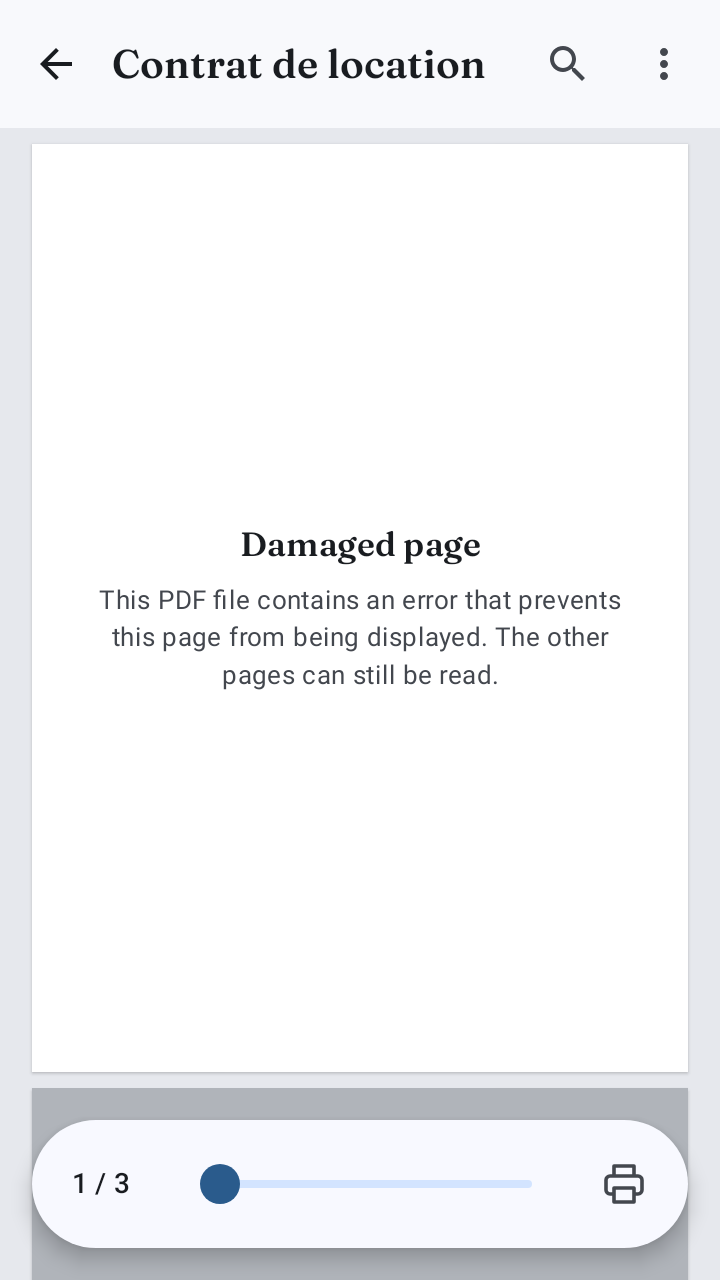 Contrat de location
Damaged page
This PDF file contains an error that prevents
this page from being displayed. The other
pages can still be read.
1 / 3